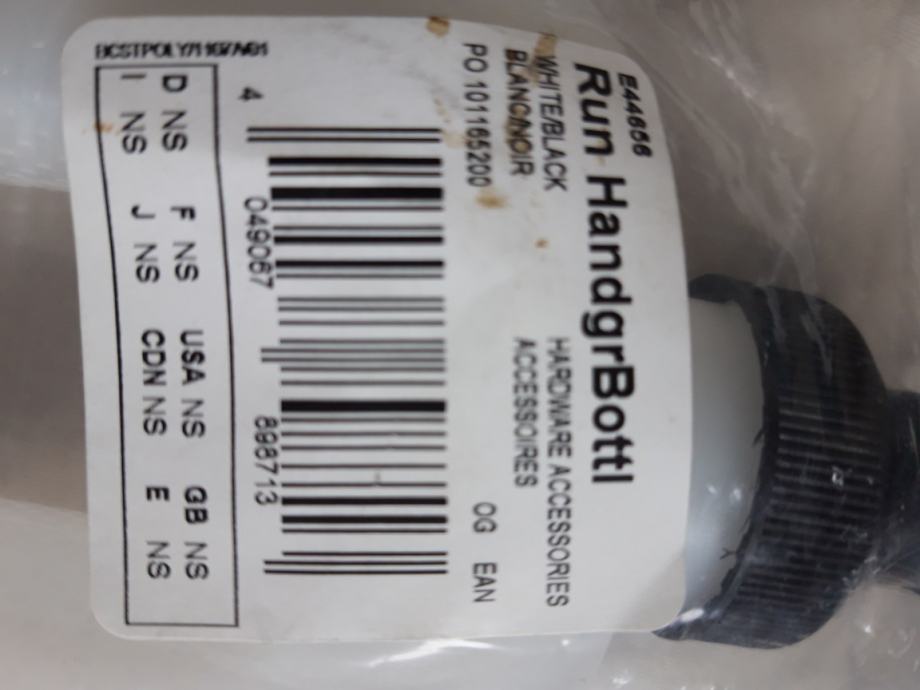 E44656
Run HandgrBottl
WHITE/BLACK HARDWARE ACCESSORIES
BLANC/NOIR ACCESSOIRES
PO 101165200 OG EAN
4 049067 898713
D NS F NS USA NS GB NS
I NS J NS CDN NS E NS